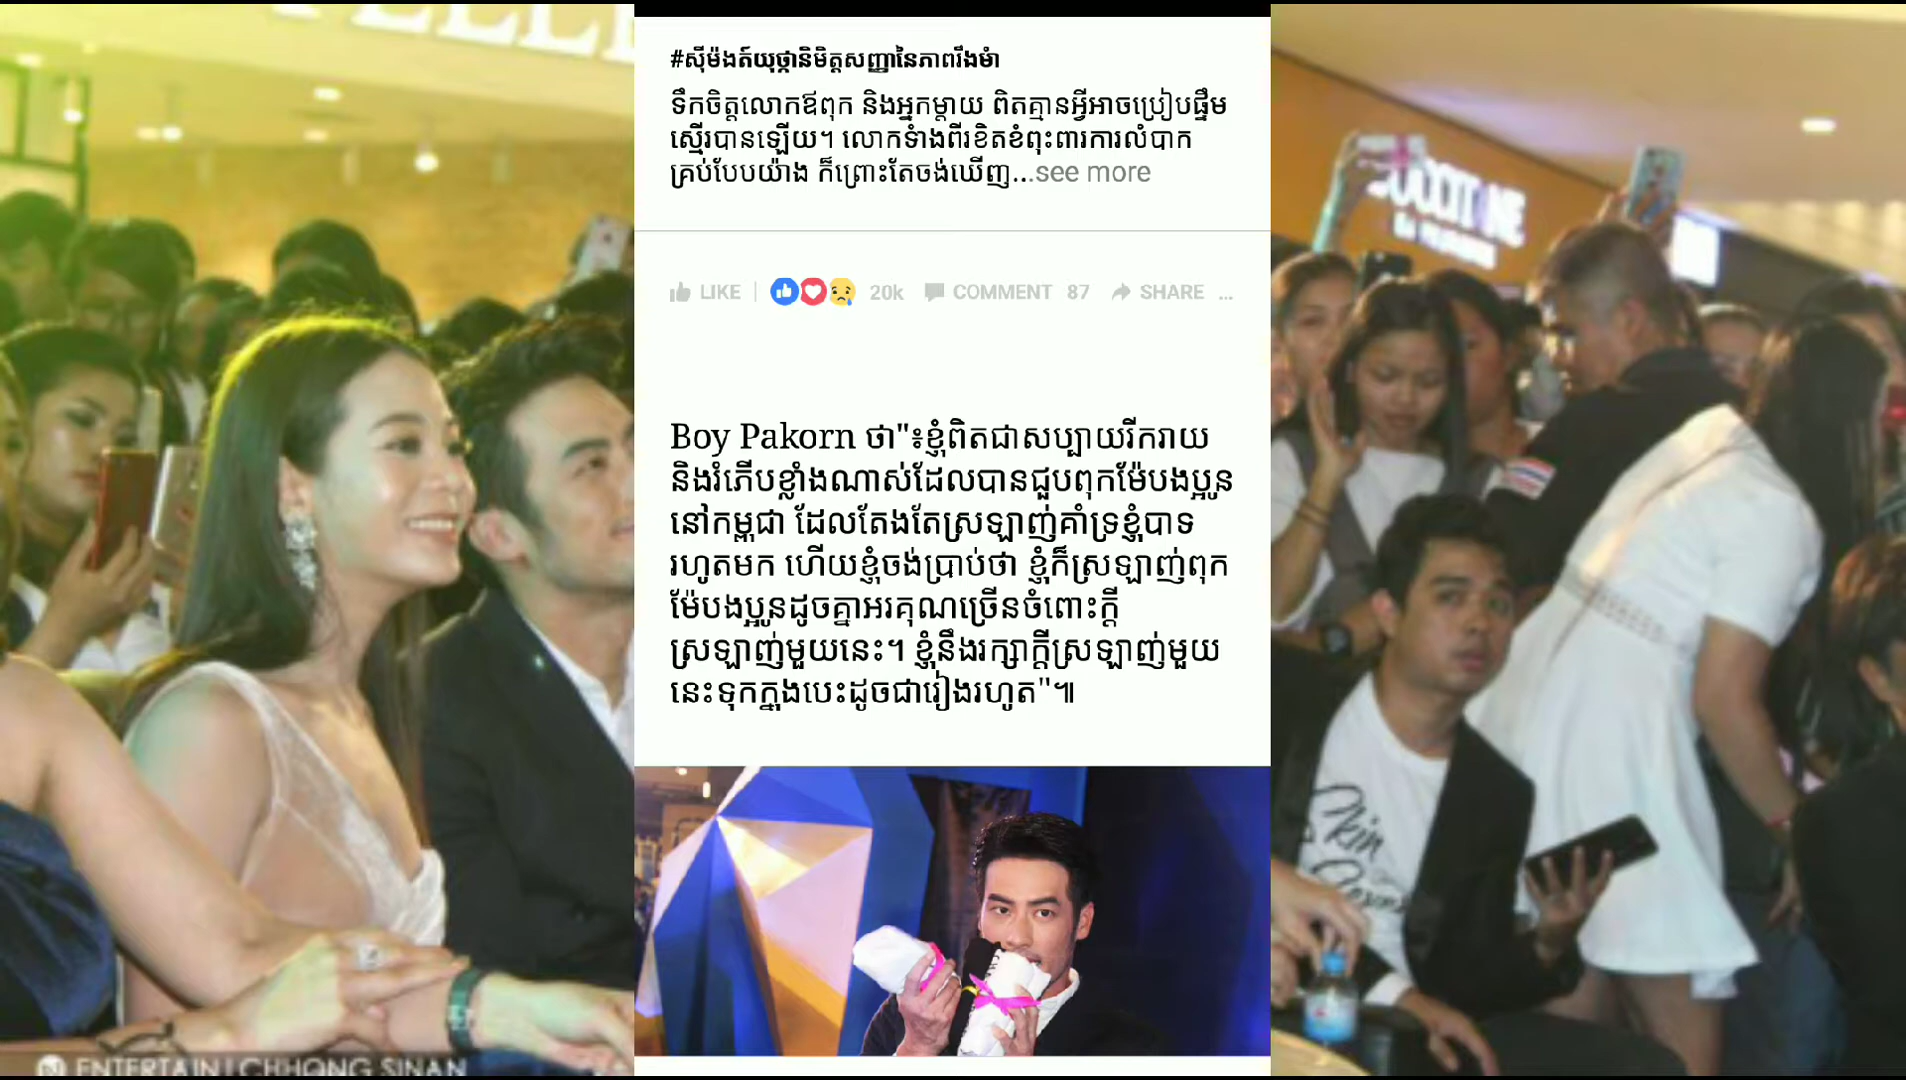 #ស៊ីម៉ងត៍យុថ្កានិមិត្តសញ្ញានៃភាពរឹងមំា
ទឹកចិត្តលោកឪពុក និងអ្នកម្តាយ ពិតគ្មានអ្វីអាចប្រៀបផ្ទឹម
ស្មើរបានឡើយ។ លោកទំាងពីរខិតខំពុះពារការលំបាក
គ្រប់បែបយ៉ាង ក៏ព្រោះតែចង់ឃើញ...see more
LIKE 20k COMMENT 87 SHARE ...
Boy Pakorn ថា"៖ខ្ញុំពិតជាសប្បាយរីករាយ
និងរំភើបខ្លាំងណាស់ដែលបានជួបពុកម៉ែបងប្អូន
នៅកម្ពុជា ដែលតែងតែស្រឡាញ់គាំទ្រខ្ញុំបាទ
រហូតមក ហើយខ្ញុំចង់ប្រាប់ថា ខ្ញុំក៏ស្រឡាញ់ពុក
ម៉ែបងប្អូនដូចគ្នាអរគុណច្រើនចំពោះក្តី
ស្រឡាញ់មួយនេះ។ ខ្ញុំនឹងរក្សាក្តីស្រឡាញ់មួយ
នេះទុកក្នុងបេះដូចជារៀងរហូត"៕
ENTERTAIN | CHHONG SINAN